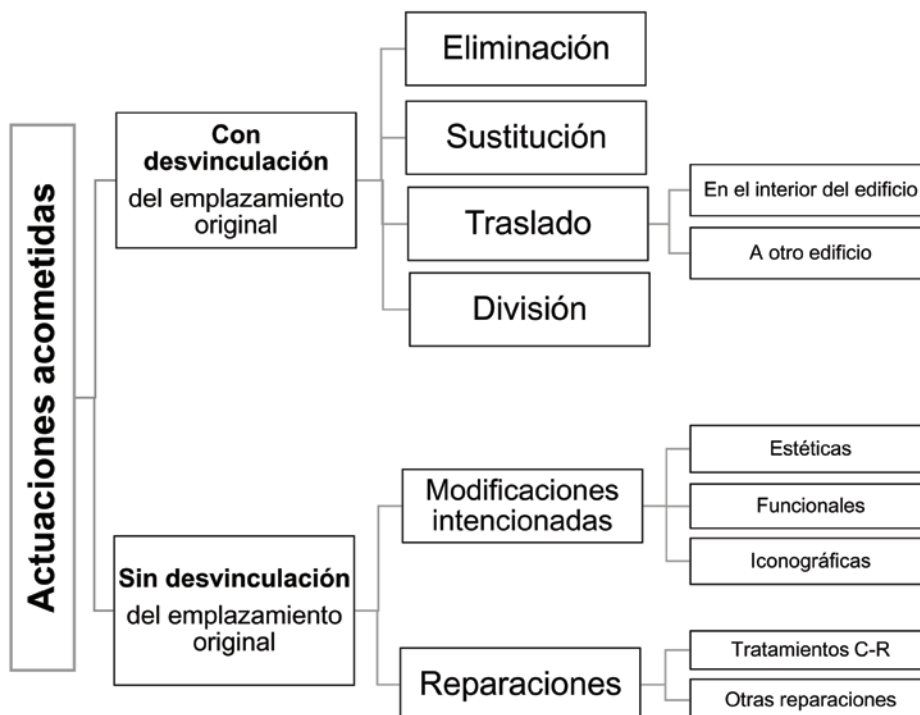 Actuaciones acometidas
Con
desvinculación
del emplazamiento
original
Eliminación
Sustitución
Traslado
En el interior del edificio
A otro edificio
División
Sin desvinculación
del emplazamiento
original
Modificaciones
intencionadas
Estéticas
Funcionales
Iconográficas
Reparaciones
Tratamientos C-R
Otras reparaciones